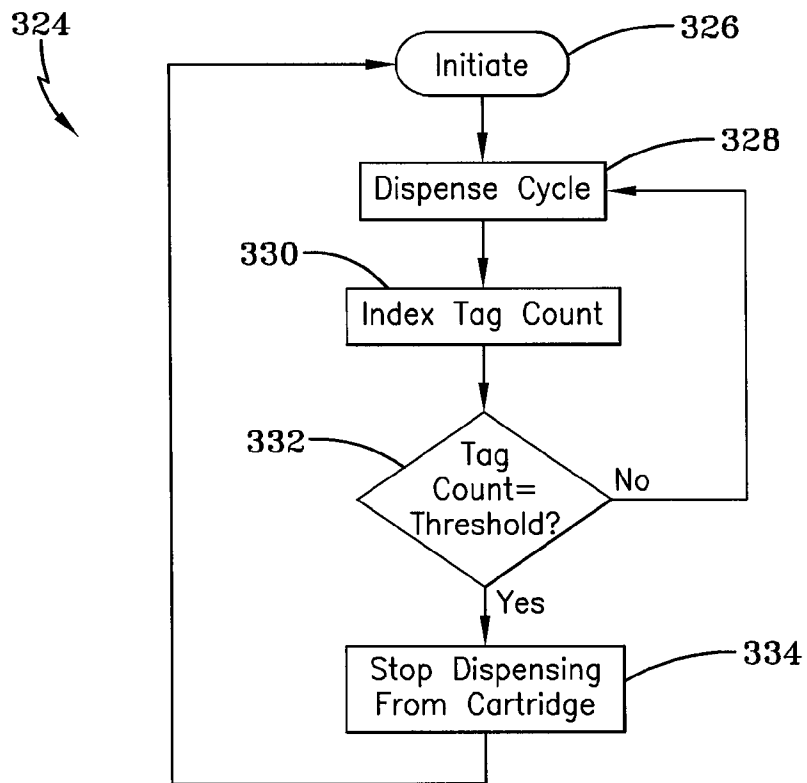 324
326
Initiate
328
Dispense Cycle
330
Index Tag Count
332
Tag
Count=
Threshold?
No
Yes
334
Stop Dispensing
From Cartridge